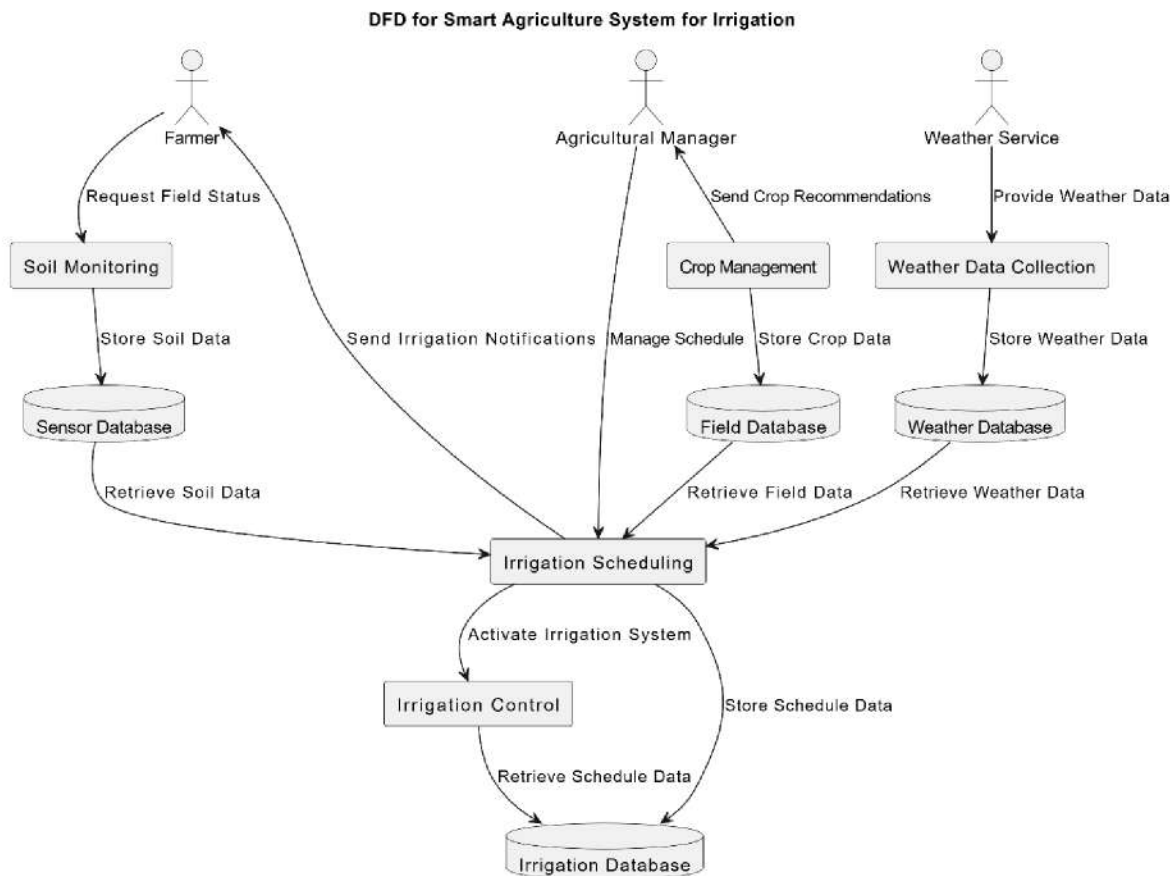 DFD for Smart Agriculture System for Irrigation
Farmer
Agricultural Manager
Weather Service
Request Field Status
Send Crop Recommendations
Provide Weather Data
Soil Monitoring
Crop Management
Weather Data Collection
Store Soil Data
Send Irrigation Notifications
Manage Schedule
Store Crop Data
Store Weather Data
Sensor Database
Field Database
Weather Database
Retrieve Soil Data
Retrieve Field Data
Retrieve Weather Data
Irrigation Scheduling
Activate Irrigation System
Irrigation Control
Store Schedule Data
Retrieve Schedule Data
Irrigation Database